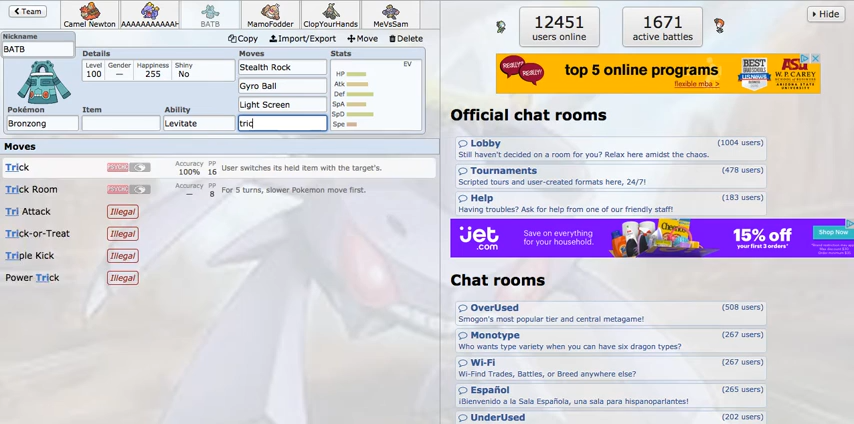 Team
Camel Newton
AAAAAAAAAAAH
BATB
MamoFodder
ClopYourHands
MeVsSam
Nickname
BATB
Copy
Import/Export
Move
Delete
Details
Moves
Stats
Level
Gender
Happiness
Shiny
100
—
255
No
Stealth Rock
Gyro Ball
Light Screen
tric
EV
HP
Atk
Def
SpA
SpD
Spe
Pokémon
Item
Ability
Bronzong
Levitate
Moves
Trick
PSYCHC
Accuracy
100%
PP
16
User switches its held item with the target's.
Trick Room
PSYCHC
Accuracy
—
PP
8
For 5 turns, slower Pokemon move first.
Tri Attack
Illegal
Trick-or-Treat
Illegal
Triple Kick
Illegal
Power Trick
Illegal
12451
users online
1671
active battles
Hide
REALLY?
REALLY!
top 5 online programs
flexible mba >
BEST
ASU
W. P. CAREY
Official chat rooms
Lobby
(1004 users)
Still haven't decided on a room for you? Relax here amidst the chaos.
Tournaments
(478 users)
Scripted tours and user-created formats here, 24/7!
Help
(183 users)
Having troubles? Ask for help from one of our friendly staff!
jet
.com
Save on everything
for your household.
Cheerios
15% off
your first 3 orders*
Shop Now
Chat rooms
OverUsed
(508 users)
Smogon's most popular tier and central metagame!
Monotype
(267 users)
Who wants type variety when you can have six dragon types?
Wi-Fi
(267 users)
Wi-Find Trades, Battles, or Breed anywhere else?
Español
(265 users)
¡Bienvenido a la Sala Española, una sala para hispanoparlantes!
UnderUsed
(202 users)